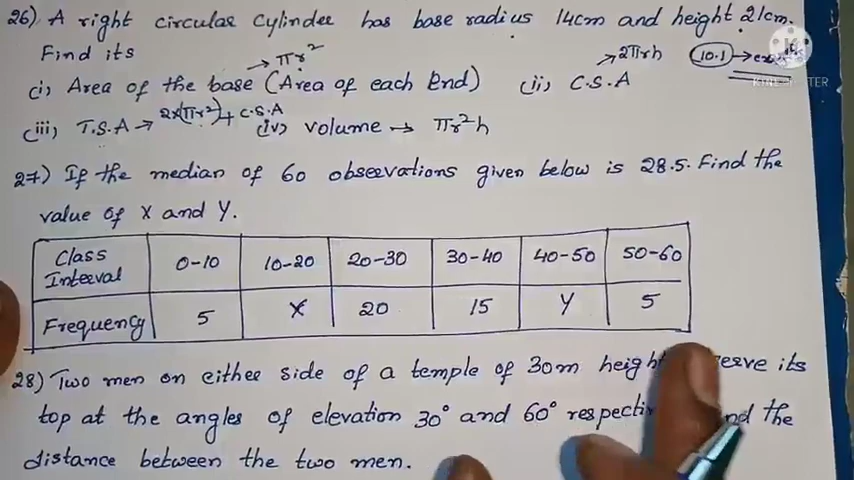 26) A right circular cylinder has base radius 14cm and height 21cm.
Find its → πr² → 2πrh (10.1) →
(i) Area of the base (Area of each End) (ii) C.S.A
(iii) T.S.A → 2×(πr²) + C.S.A (iv) volume → πr²h
27) If the median of 60 observations given below is 28.5. Find the
value of X and Y.
Class Interval 0-10 10-20 20-30 30-40 40-50 50-60
Frequency 5 X 20 15 Y 5
28) Two men on either side of a temple of 30m height its
top at the angles of elevation 30° and 60° the
distance between the two men.